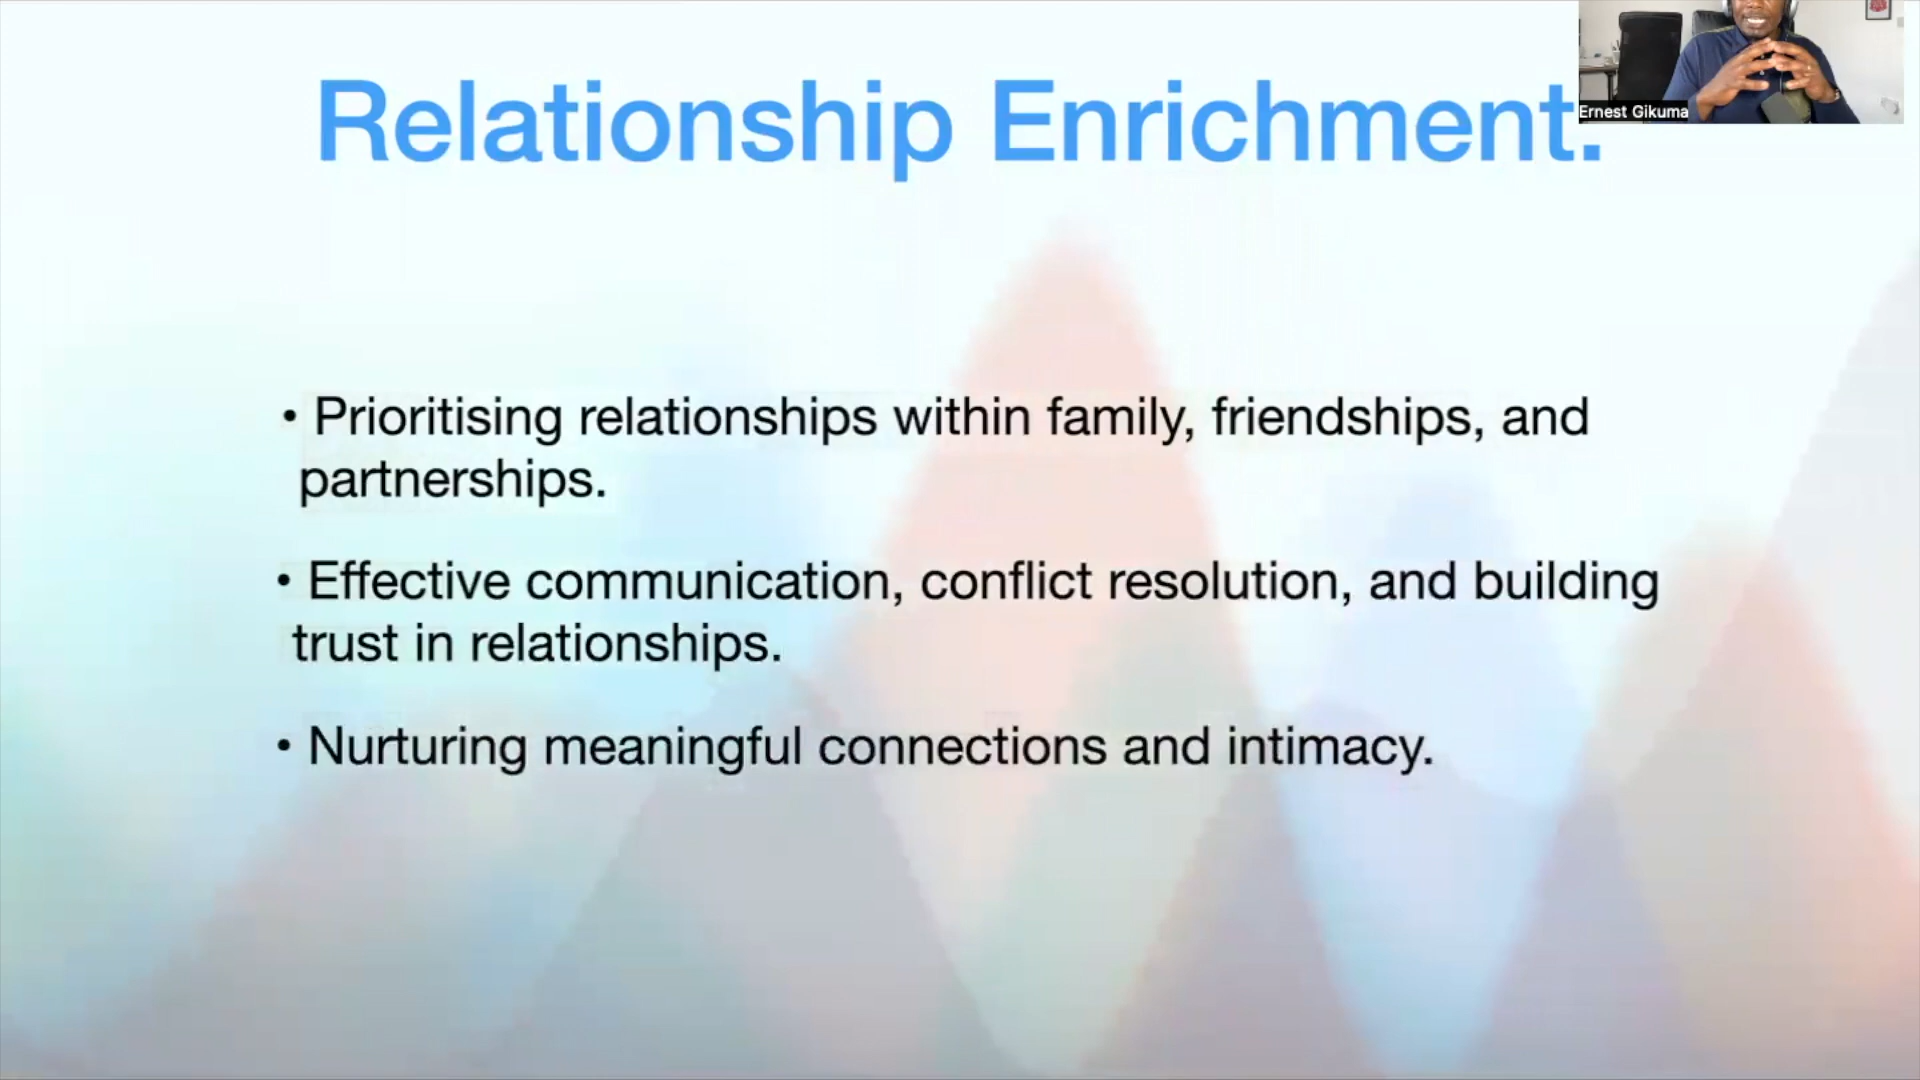 Relationship Enrichment.
Ernest Gikuma
• Prioritising relationships within family, friendships, and
partnerships.
• Effective communication, conflict resolution, and building
trust in relationships.
• Nurturing meaningful connections and intimacy.